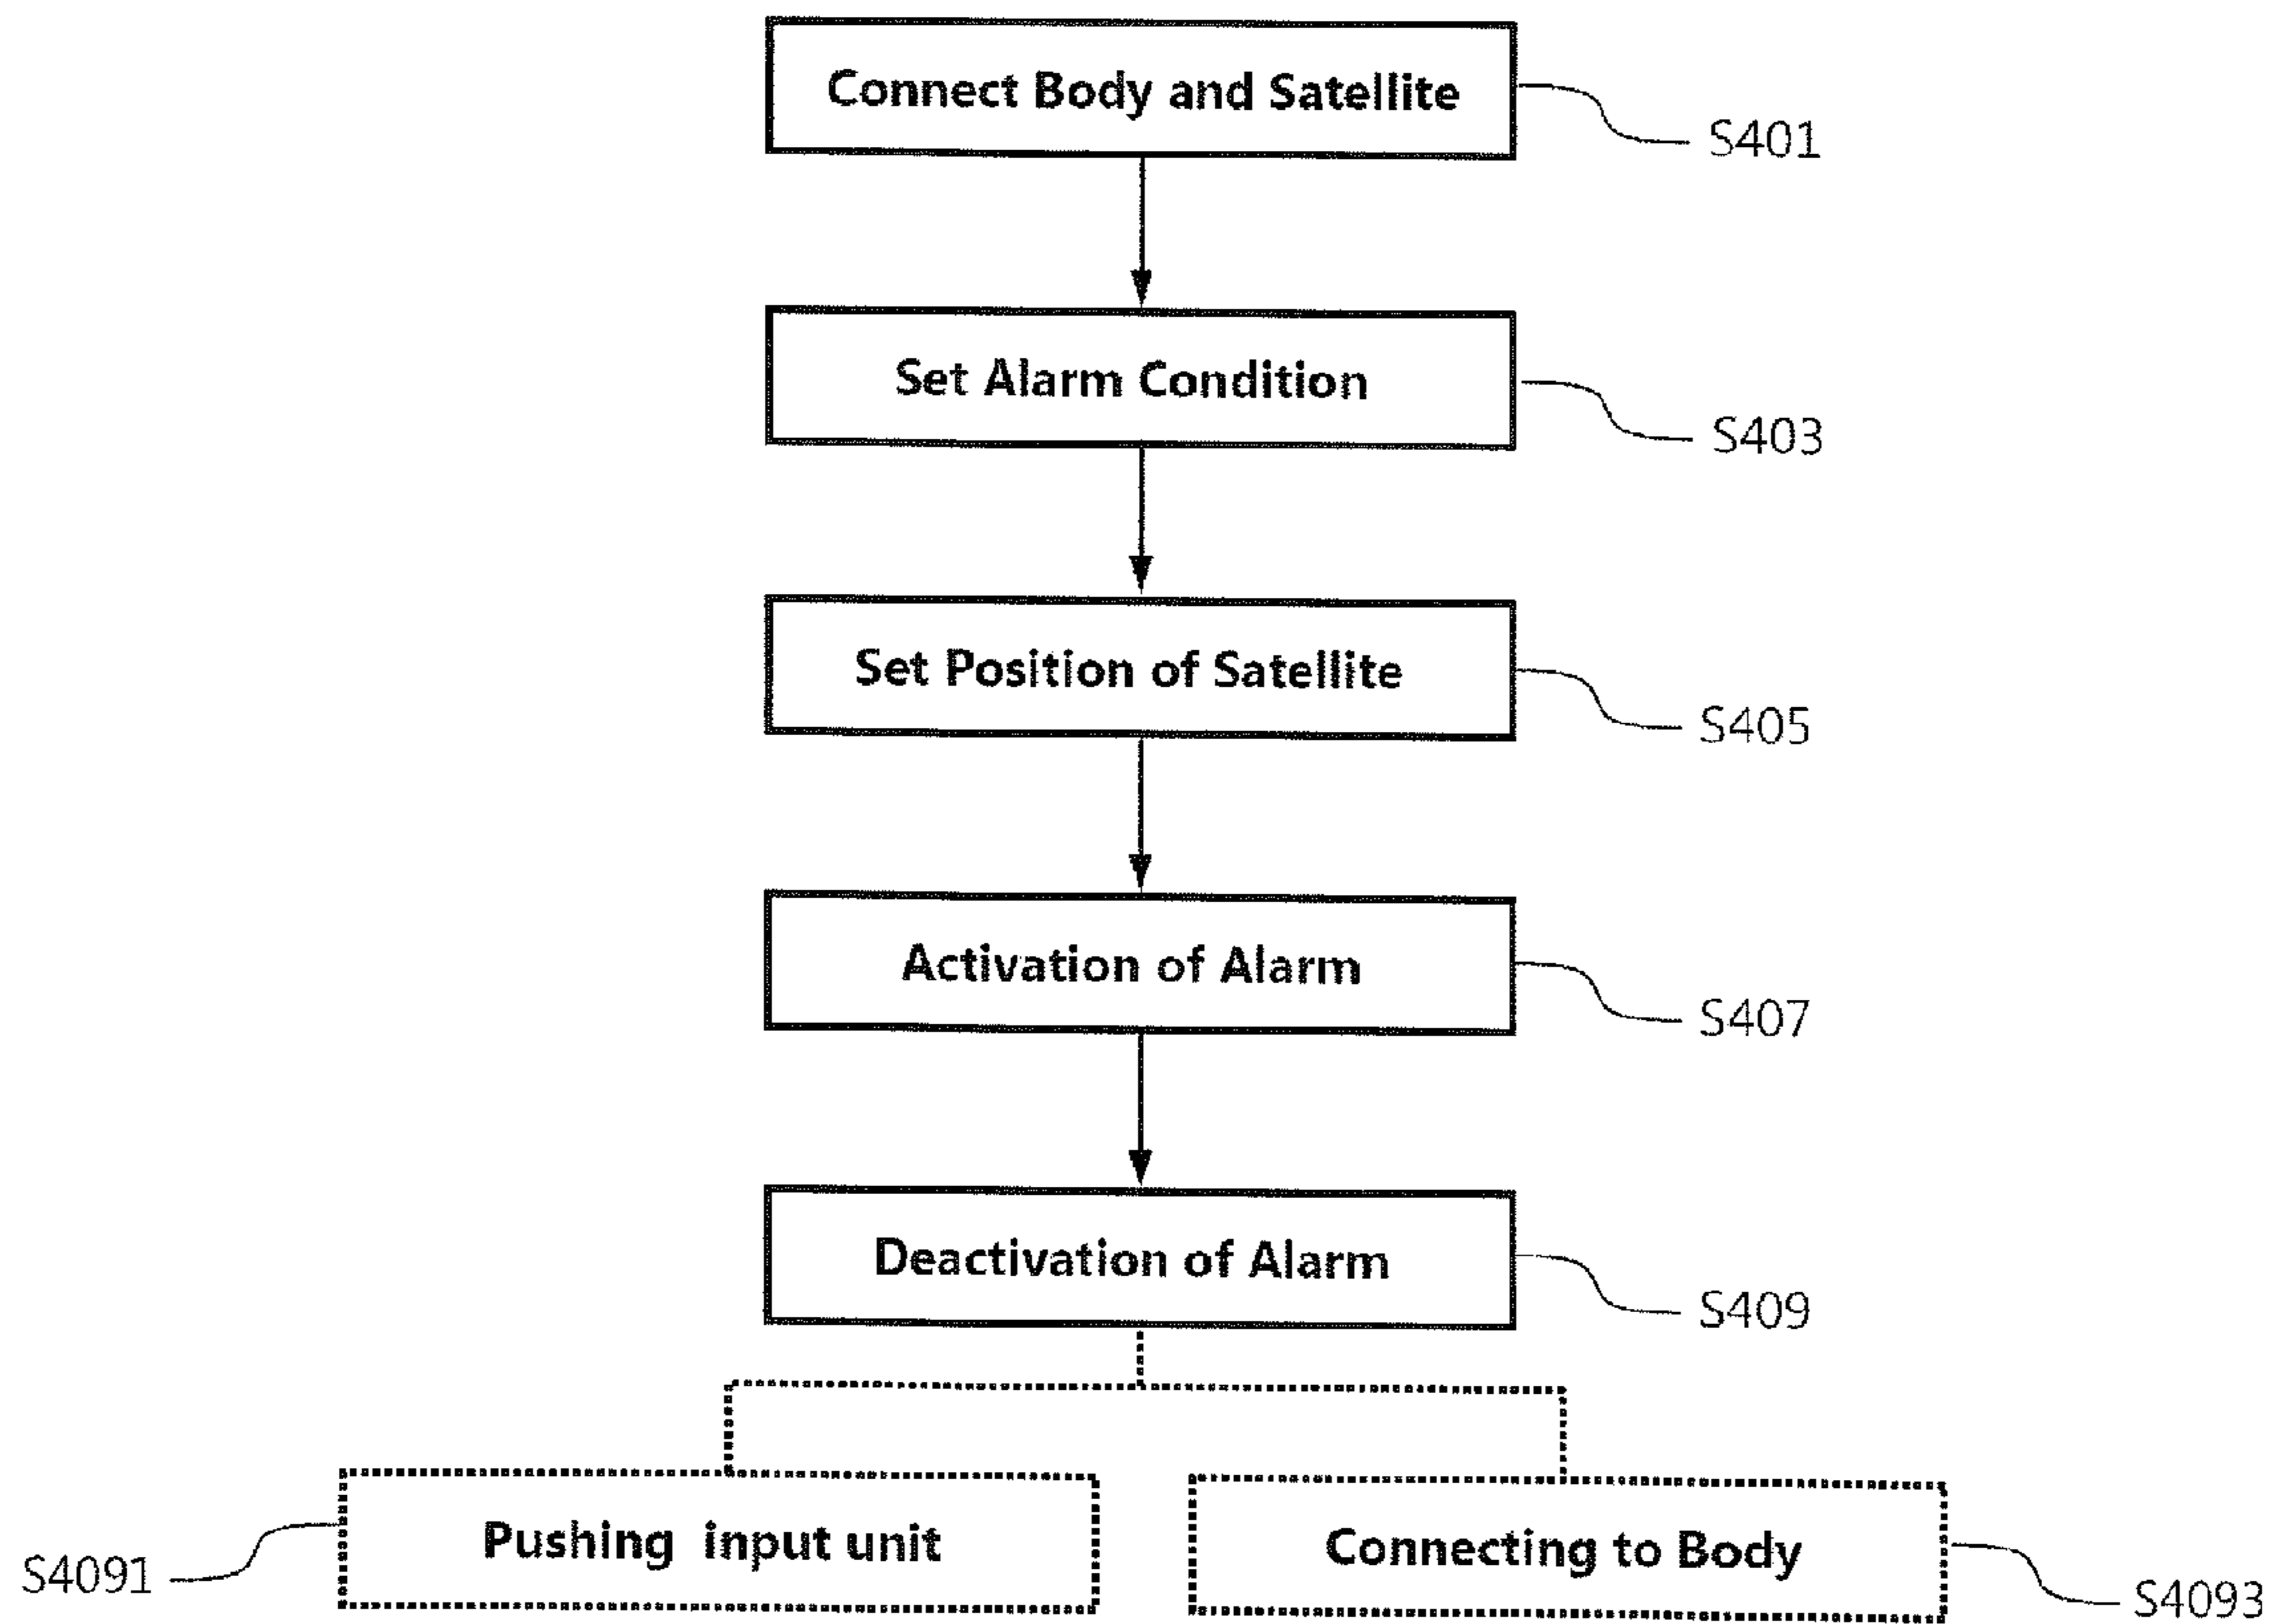 Connect Body and Satellite
S401
Set Alarm Condition
S403
Set Position of Satellite
S405
Activation of Alarm
S407
Deactivation of Alarm
S409
Pushing input unit
Connecting to Body
S4091
S4093